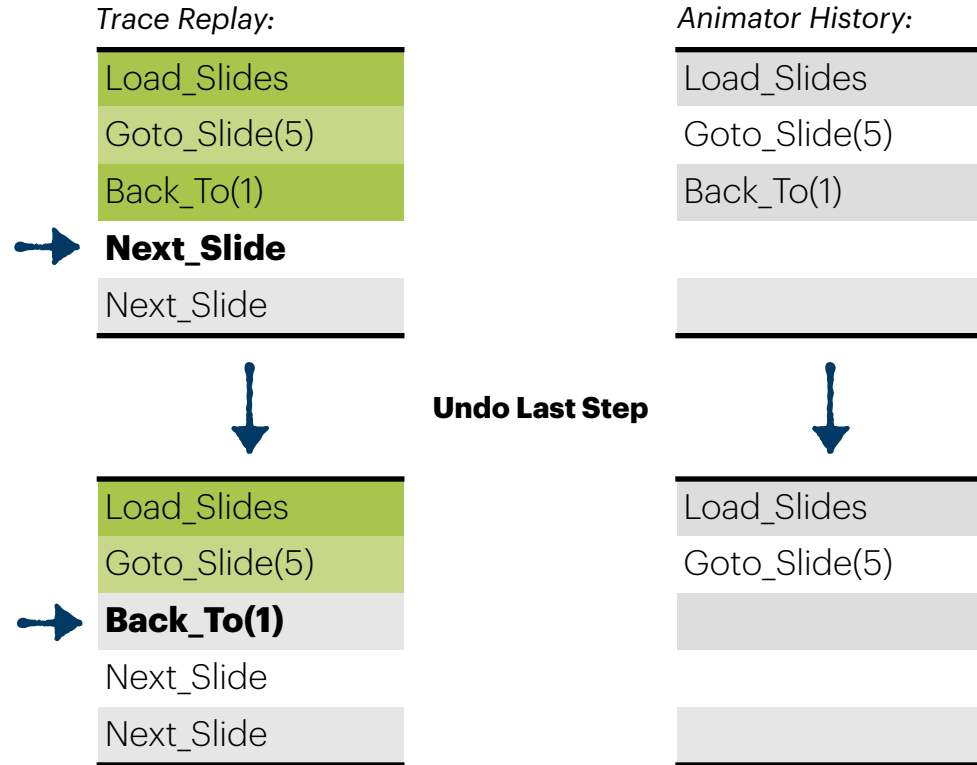 Trace Replay:
Load_Slides
Goto_Slide(5)
Back_To(1)
Next_Slide
Next_Slide
Animator History:
Load_Slides
Goto_Slide(5)
Back_To(1)
Undo Last Step
Load_Slides
Goto_Slide(5)
Back_To(1)
Next_Slide
Next_Slide
Load_Slides
Goto_Slide(5)